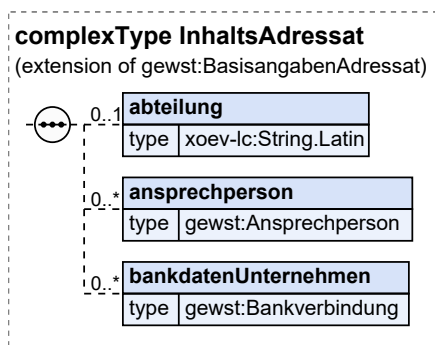 complexType InhaltsAdressat
(extension of gewst:BasisangabenAdressat)
0..1 abteilung
type xoev-lc:String.Latin
0..* ansprechperson
type gewst:Ansprechperson
0..* bankdatenUnternehmen
type gewst:Bankverbindung